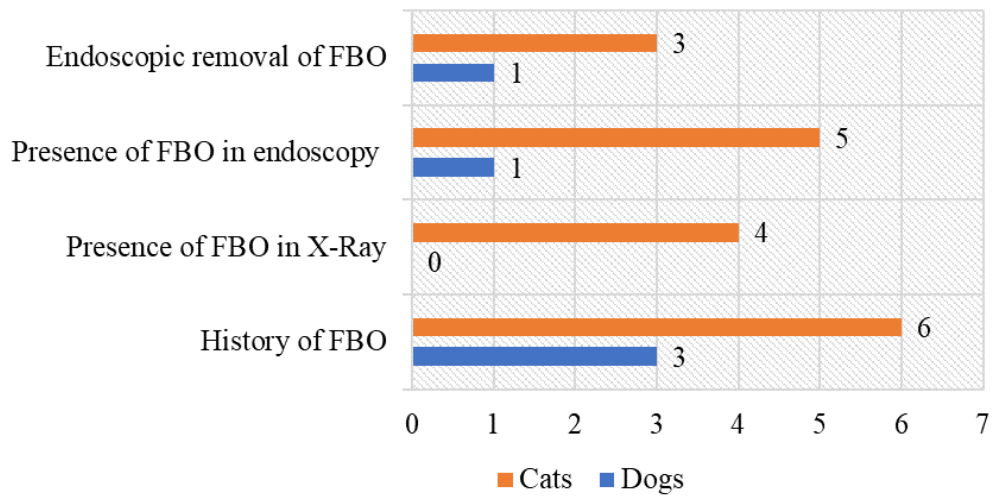 Endoscopic removal of FBO
3
1
Presence of FBO in endoscopy
5
1
Presence of FBO in X-Ray
4
0
History of FBO
6
3
0 1 2 3 4 5 6 7
Cats Dogs